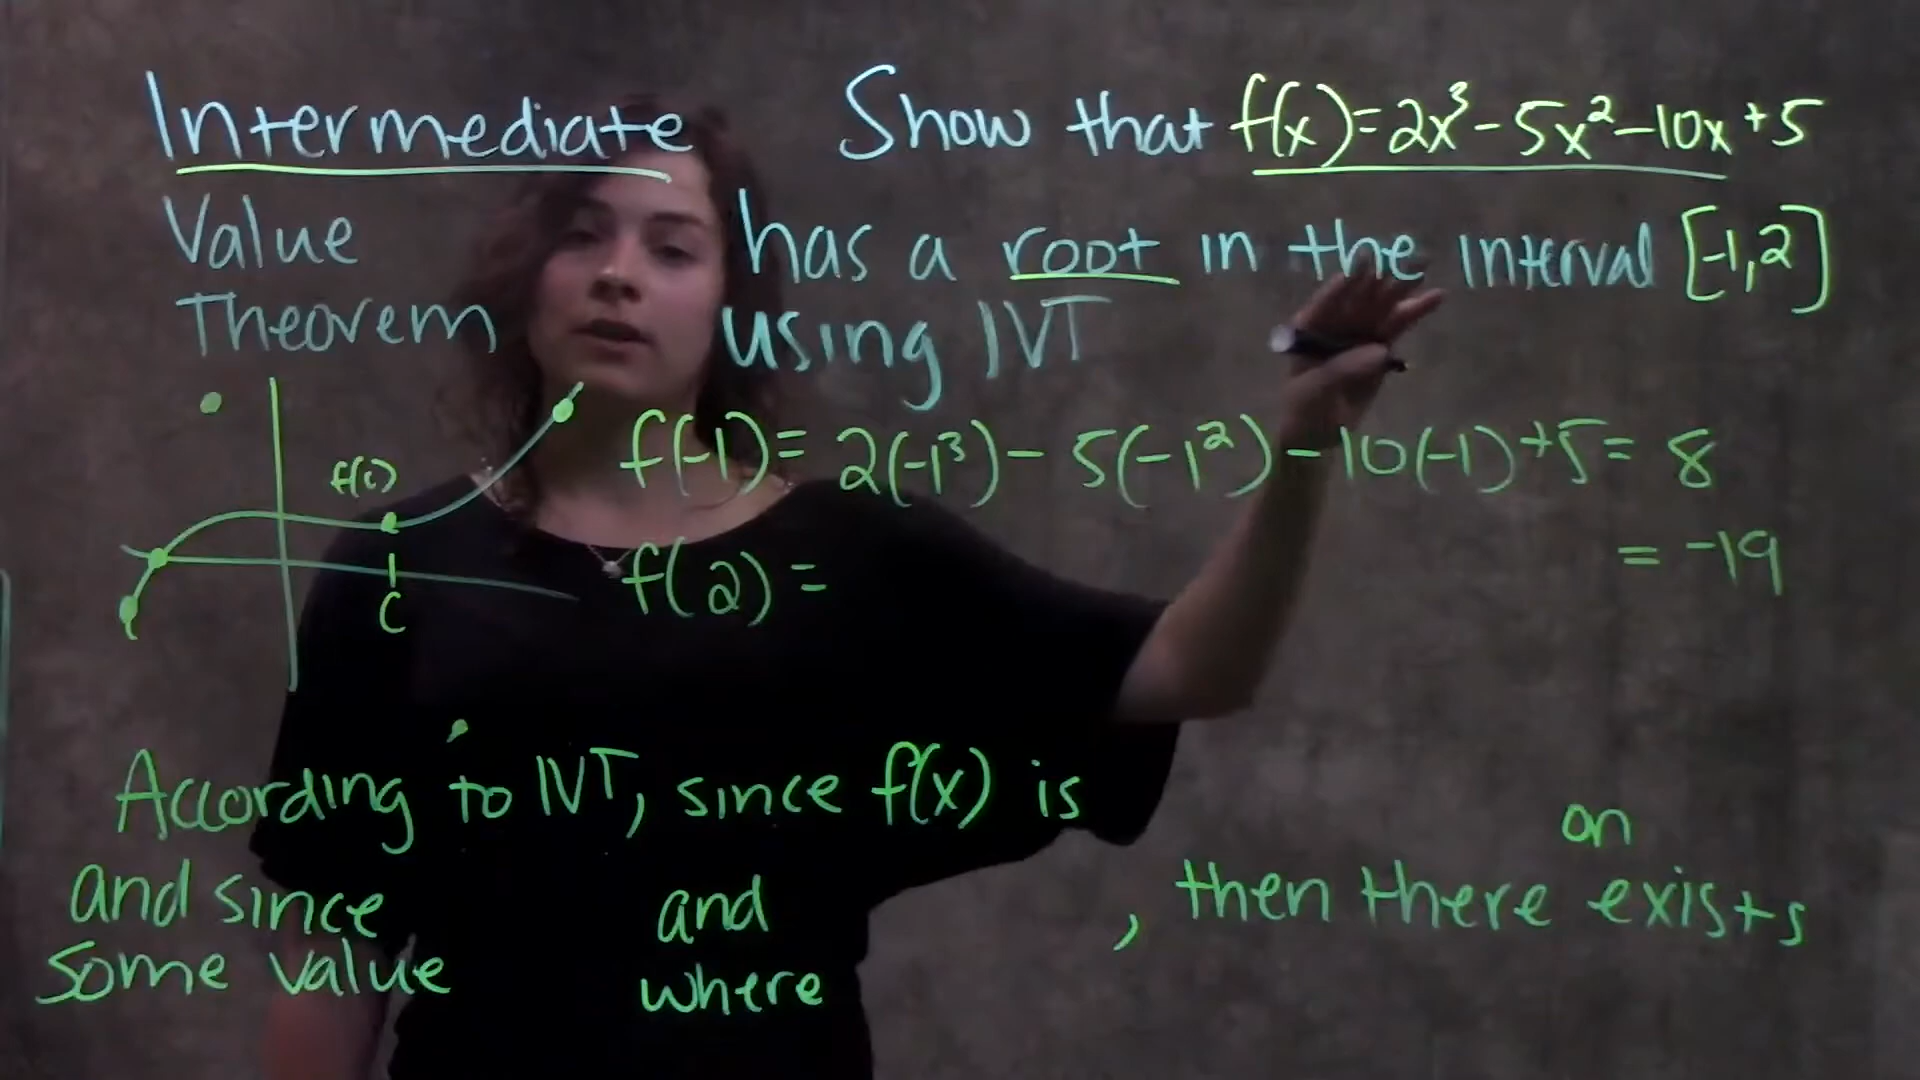 Intermediate
Value
Theorem
Show that f(x)=2x³-5x²-10x+5
has a root in the interval [-1,2]
using IVT
f(c)
c
f(-1)= 2(-1³)- 5(-1²)-10(-1)+5= 8
f(2)=
= -19
According to IVT, since f(x) is
on
and since and , then there exists
some value where